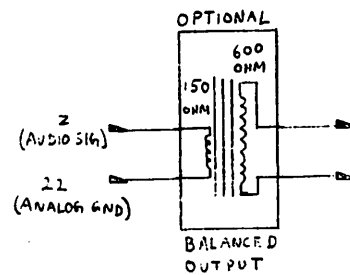 OPTIONAL
600
OHM
150
OHM
2
(AUDIO SIG)
22
(ANALOG GND)
BALANCED
OUTPUT